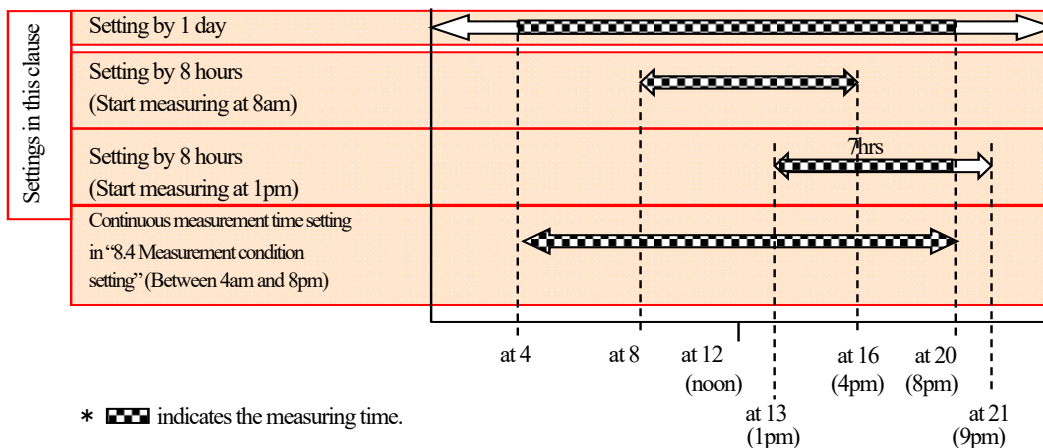 Settings in this clause
Setting by 1 day
Setting by 8 hours
(Start measuring at 8am)
Setting by 8 hours
(Start measuring at 1pm)
7hrs
Continuous measurement time setting
in “8.4 Measurement condition
setting” (Between 4am and 8pm)
at 4
at 8
at 12
(noon)
at 16
(4pm)
at 20
(8pm)
at 13
(1pm)
at 21
(9pm)
* indicates the measuring time.